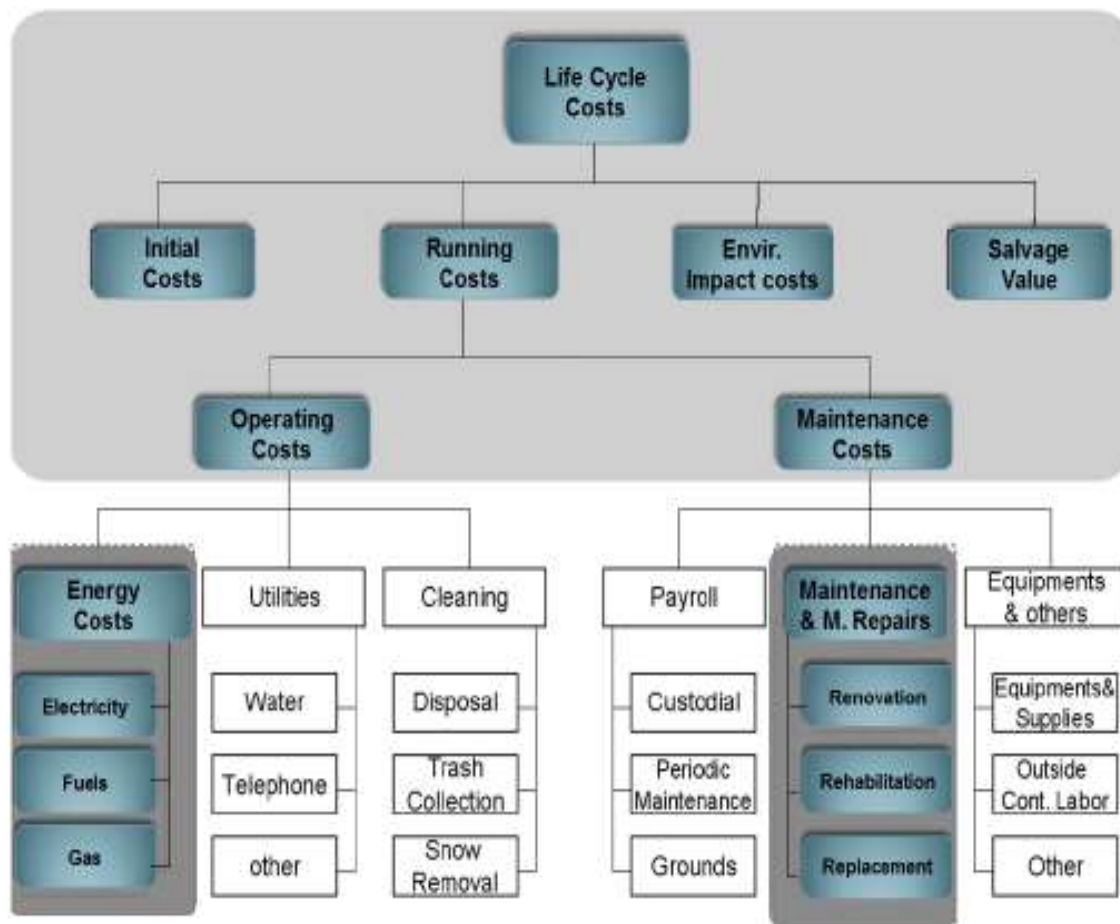 Life Cycle
Costs
Initial
Costs
Running
Costs
Envir.
Impact costs
Salvage
Value
Operating
Costs
Maintenance
Costs
Energy
Costs
Utilities
Cleaning
Payroll
Maintenance
& M. Repairs
Equipments
& others
Electricity
Water
Disposal
Custodial
Renovation
Equipments&
Supplies
Fuels
Telephone
Trash
Collection
Periodic
Maintenance
Rehabilitation
Outside
Cont. Labor
Gas
other
Snow
Removal
Grounds
Replacement
Other